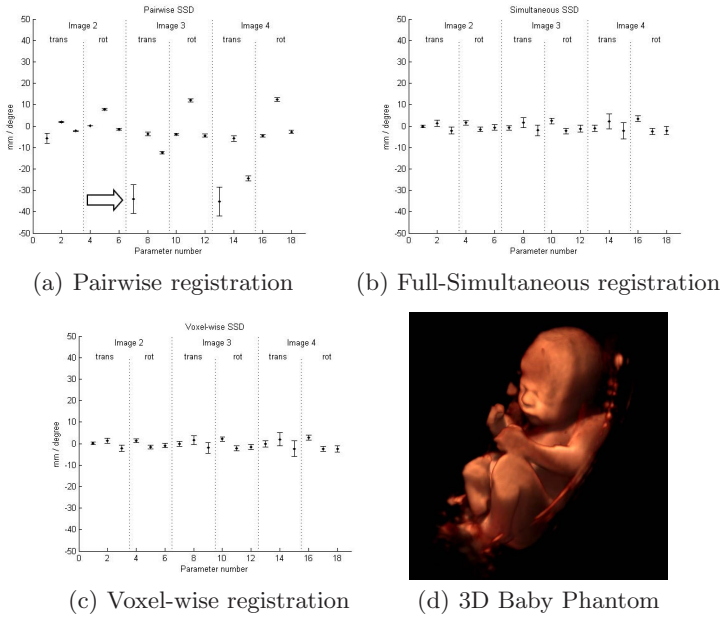 Pairwise SSD
Image 2 Image 3 Image 4
trans rot trans rot trans rot
50
40
30
20
10
0
-10
-20
-30
-40
-50
mm / degree
0 2 4 6 8 10 12 14 16 18
Parameter number
(a) Pairwise registration
Simultaneous SSD
Image 2 Image 3 Image 4
trans rot trans rot trans rot
50
40
30
20
10
0
-10
-20
-30
-40
-50
mm / degree
0 2 4 6 8 10 12 14 16 18
Parameter number
(b) Full-Simultaneous registration
Voxel-wise SSD
Image 2 Image 3 Image 4
trans rot trans rot trans rot
50
40
30
20
10
0
-10
-20
-30
-40
-50
mm / degree
0 2 4 6 8 10 12 14 16 18
Parameter number
(c) Voxel-wise registration
(d) 3D Baby Phantom